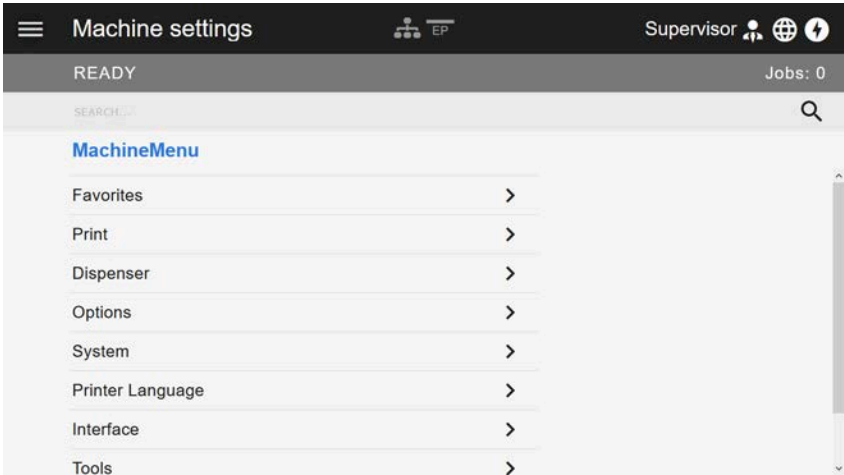 Machine settings EP Supervisor
READY Jobs: 0
SEARCH...
MachineMenu
Favorites
Print
Dispenser
Options
System
Printer Language
Interface
Tools